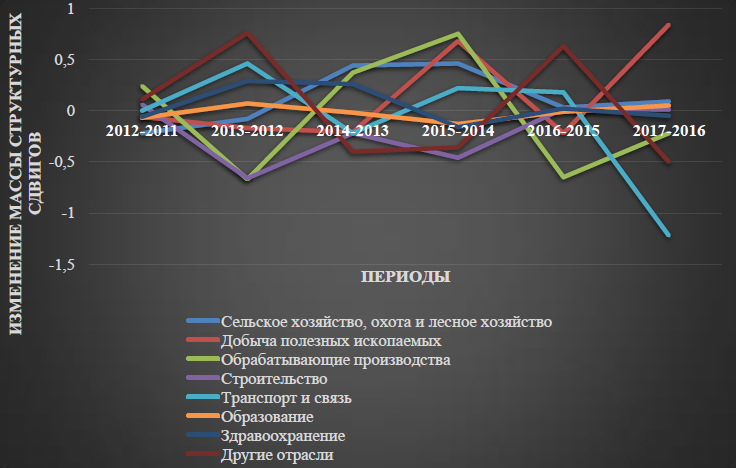 ИЗМЕНЕНИЕ МАССЫ СТРУКТУРНЫХ
СДВИГОВ
1
0,5
0
-0,5
-1
-1,5
2012-2011
2013-2012
2014-2013
2015-2014
2016-2015
2017-2016
ПЕРИОДЫ
Сельское хозяйство, охота и лесное хозяйство
Добыча полезных ископаемых
Обрабатывающие производства
Строительство
Транспорт и связь
Образование
Здравоохранение
Другие отрасли